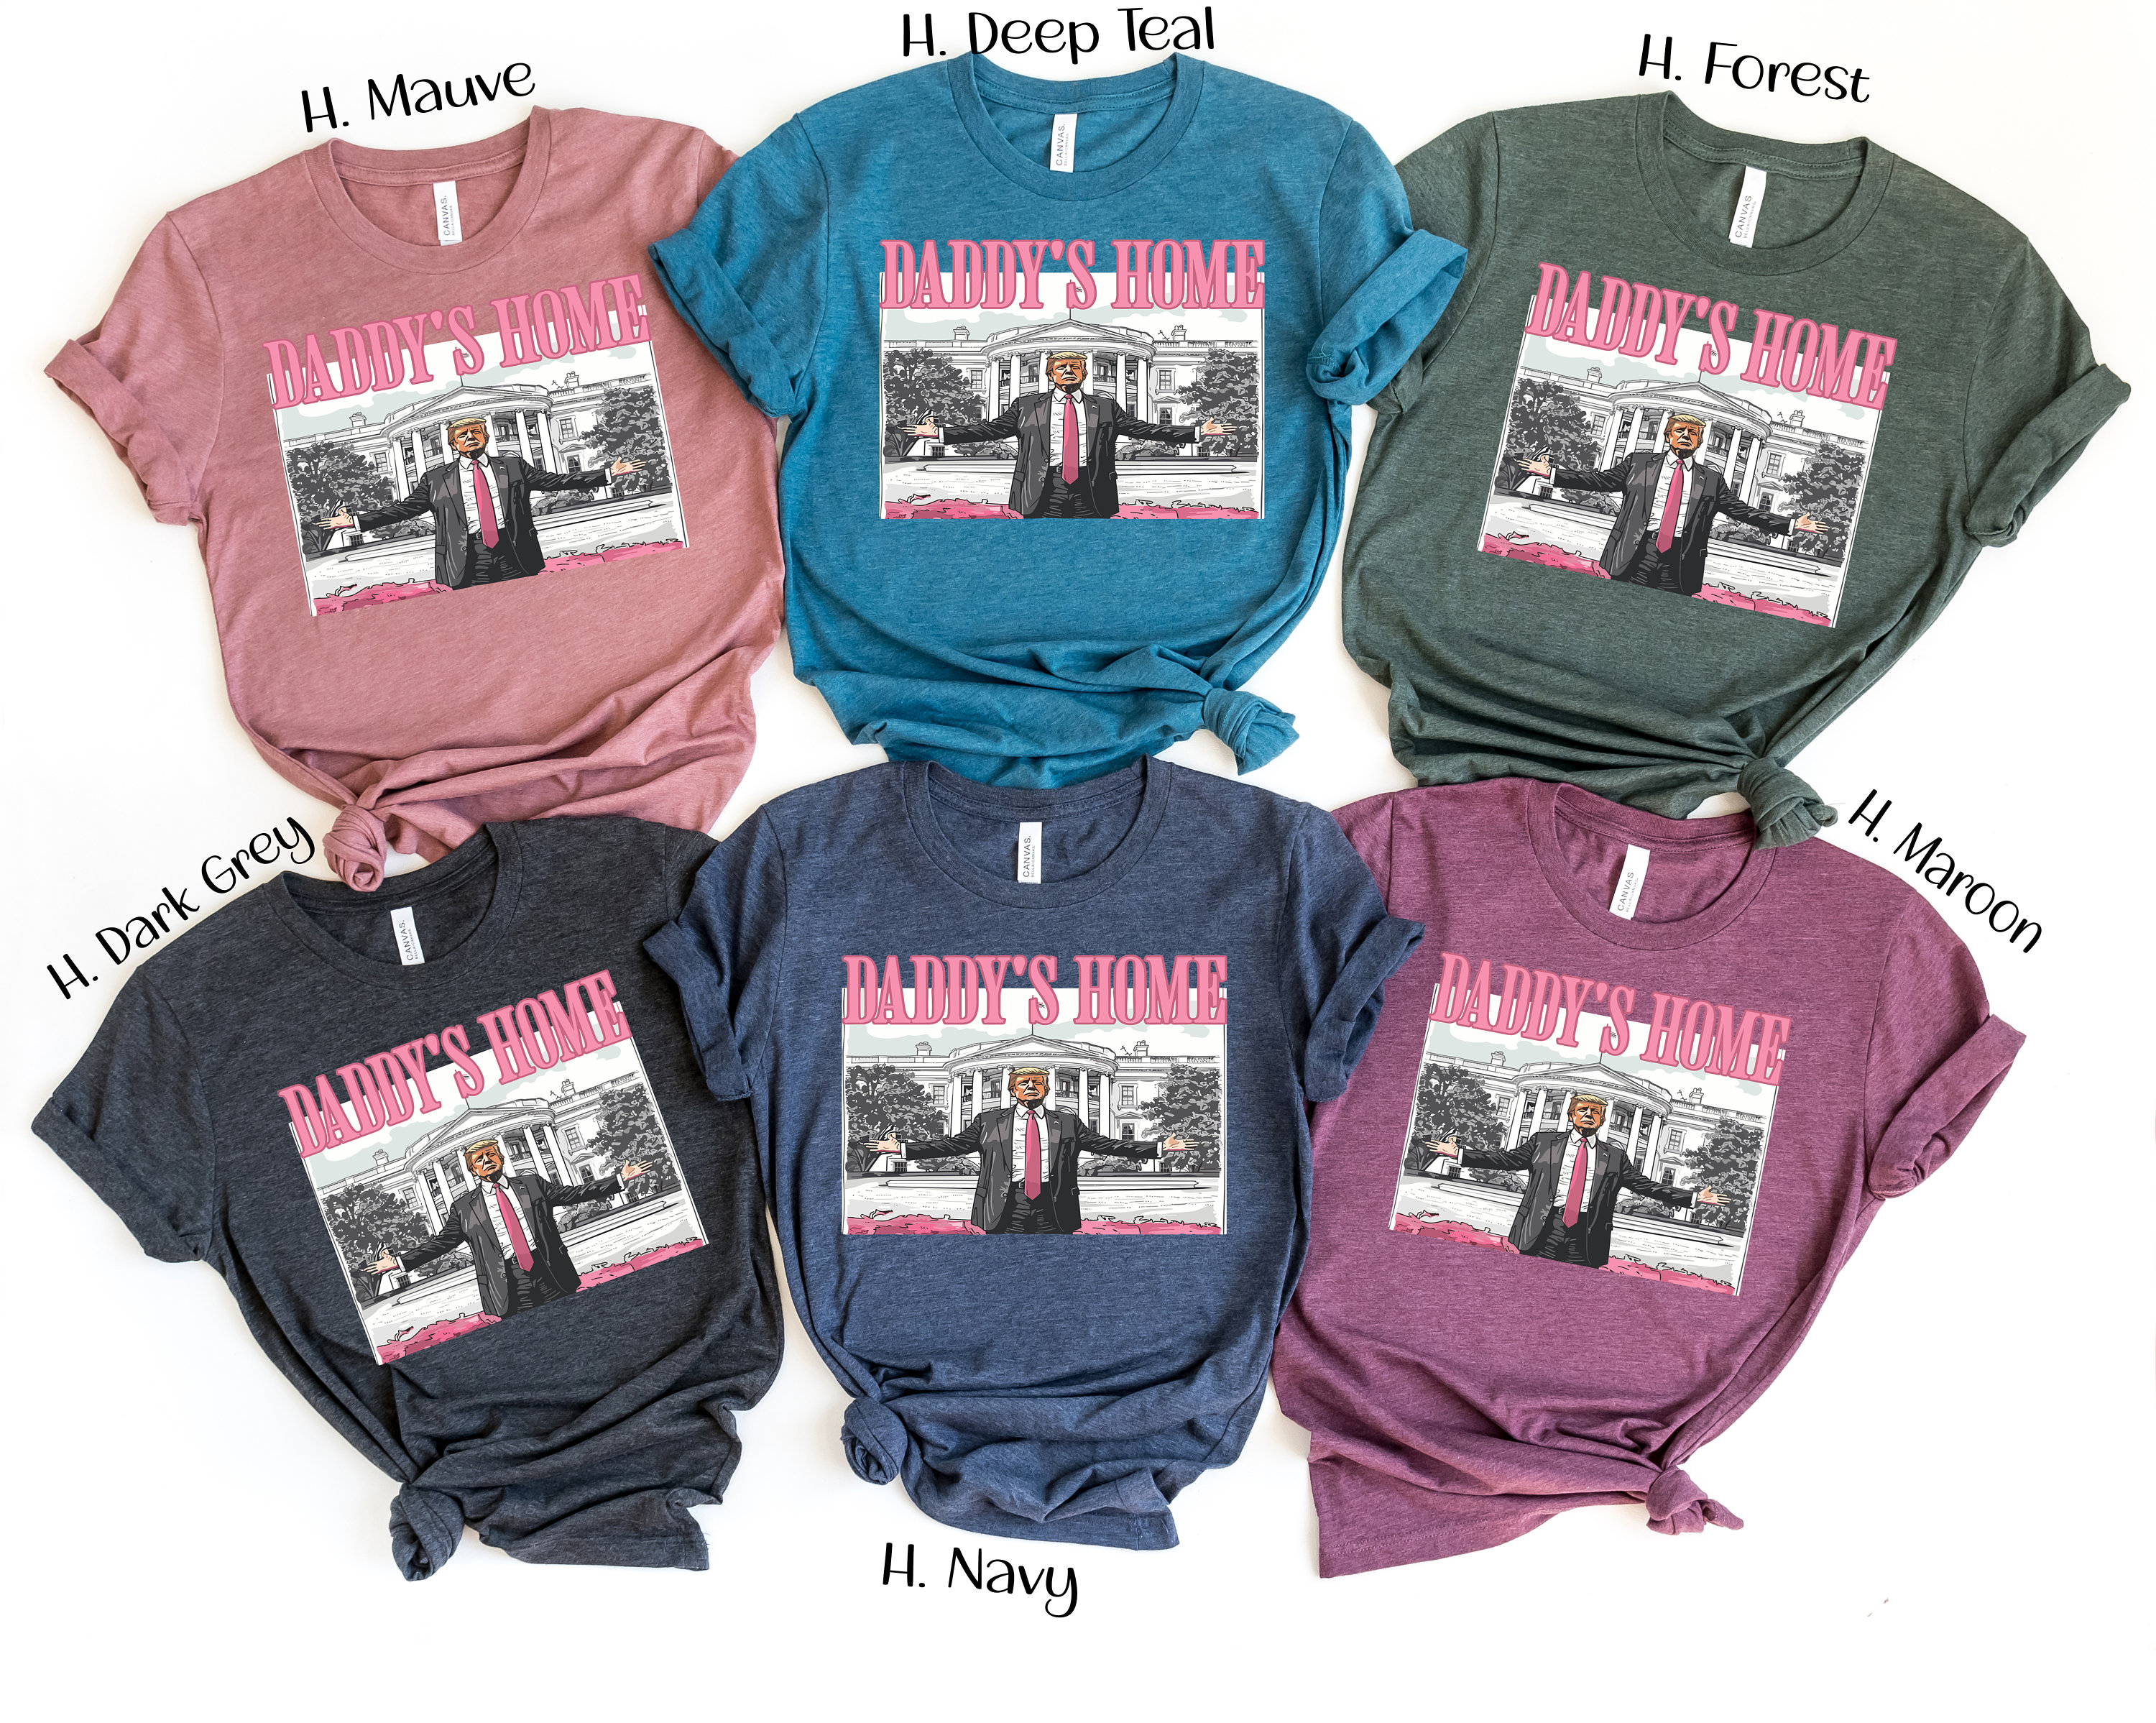 H. Mauve
H. Deep Teal
H. Forest
CANVAS.
CANVAS.
CANVAS.
DADDY'S HOME
DADDY'S HOME
DADDY'S HOME
H. Dark Grey
H. Maroon
CANVAS.
CANVAS.
CANVAS.
DADDY'S HOME
DADDY'S HOME
DADDY'S HOME
H. Navy